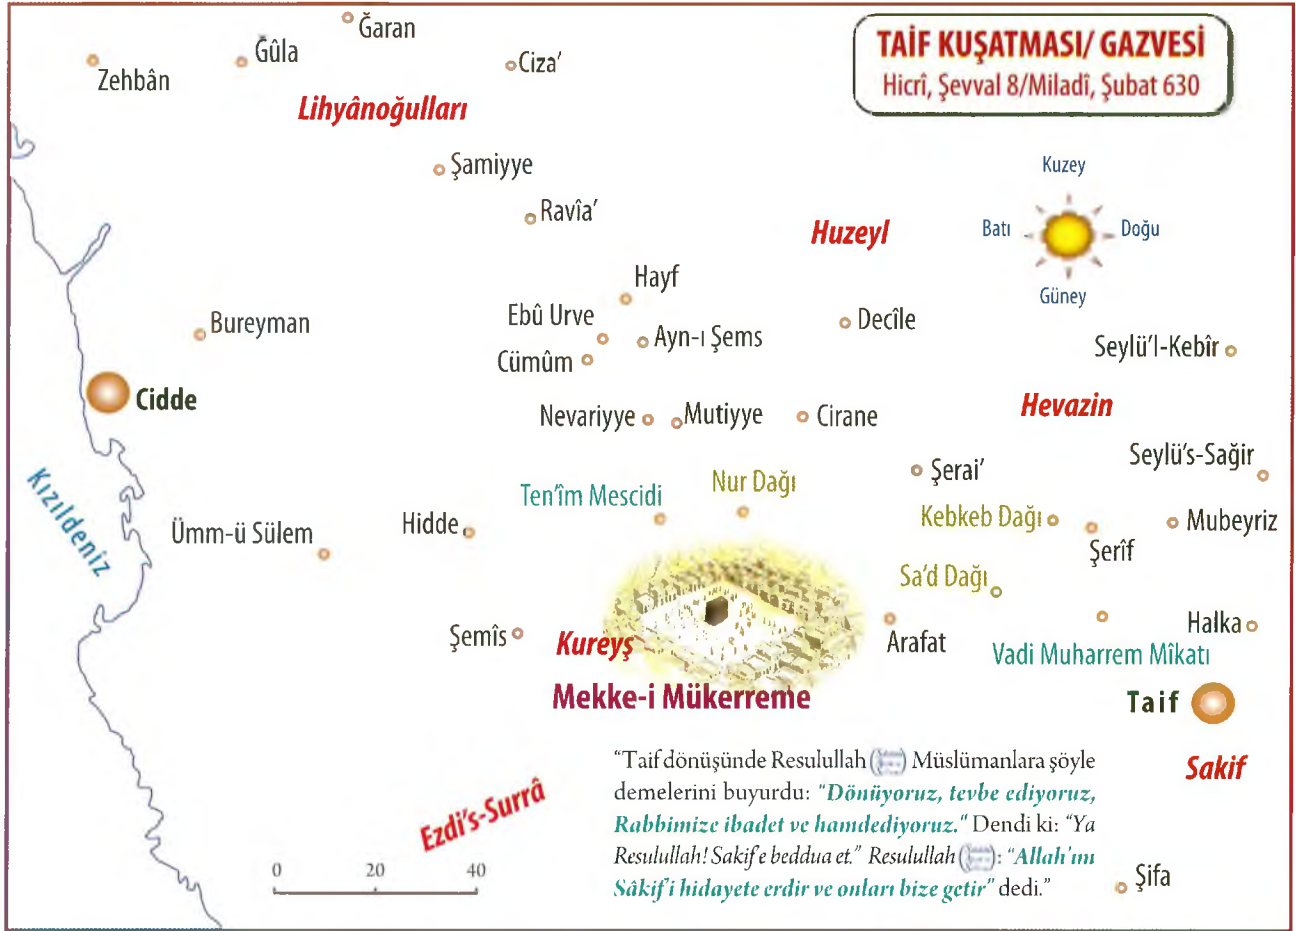 TAİF KUŞATMASI/ GAZVESİ
Hicrî, Şevval 8/Miladî, Şubat 630
Ğaran
Ğûla
Zehbân
Ciza'
Lihyânoğulları
Şamiyye
Ravîa'
Huzeyl
Kuzey
Batı
Doğu
Güney
Hayf
Ebû Urve
Ayn-ı Şems
Cümûm
Decîle
Bureyman
Seylü'l-Kebîr
Cidde
Hevazin
Nevariyye
Mutiyye
Cirane
Seylü's-Sağir
Şerai'
Kızıldeniz
Ten'îm Mescidi
Nur Dağı
Kebkeb Dağı
Mubeyriz
Ümm-ü Sülem
Hidde
Şerîf
Sa'd Dağı
Şemîs
Kureyş
Arafat
Vadi Muharrem Mîkatı
Halka
Mekke-i Mükerreme
Taif
Sakif
Ezdi's-Surrâ
0 20 40
"Taif dönüşünde Resulullah () Müslümanlara şöyle
demelerini buyurdu: "Dönüyoruz, tevbe ediyoruz,
Rabbimize ibadet ve hamdediyoruz." Dendi ki: "Ya
Resulullah! Sakif'e beddua et." Resulullah (): "Allah'ım
Sâkif'i hidayete erdir ve onları bize getir" dedi."
Şifa